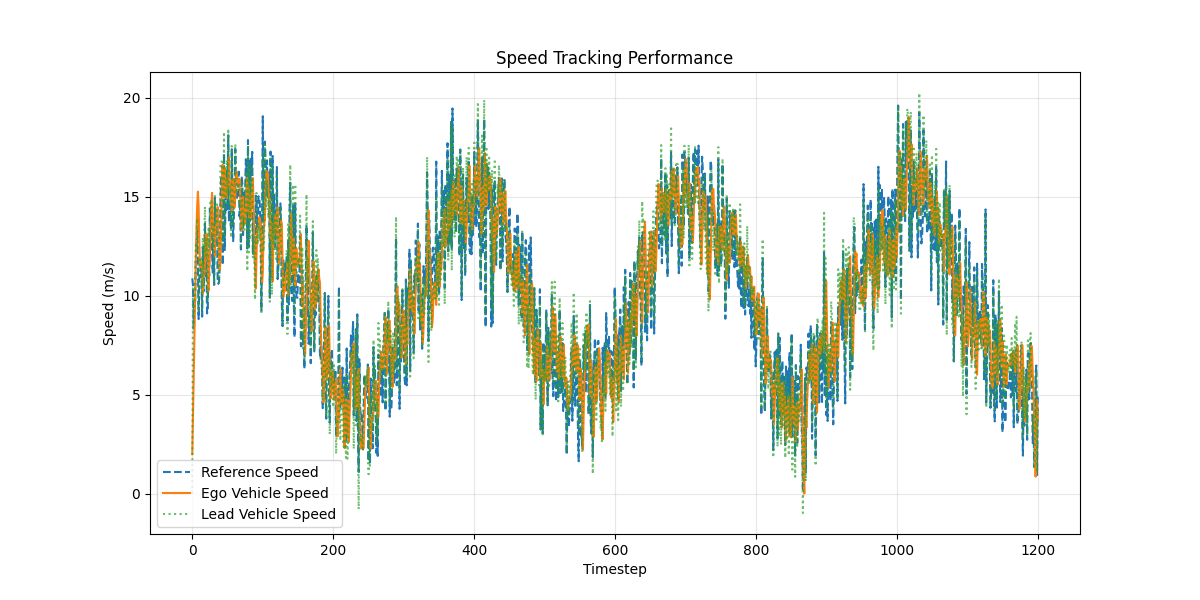 Speed Tracking Performance
20
15
10
5
0
Speed (m/s)
Reference Speed
Ego Vehicle Speed
Lead Vehicle Speed
0 200 400 600 800 1000 1200
Timestep